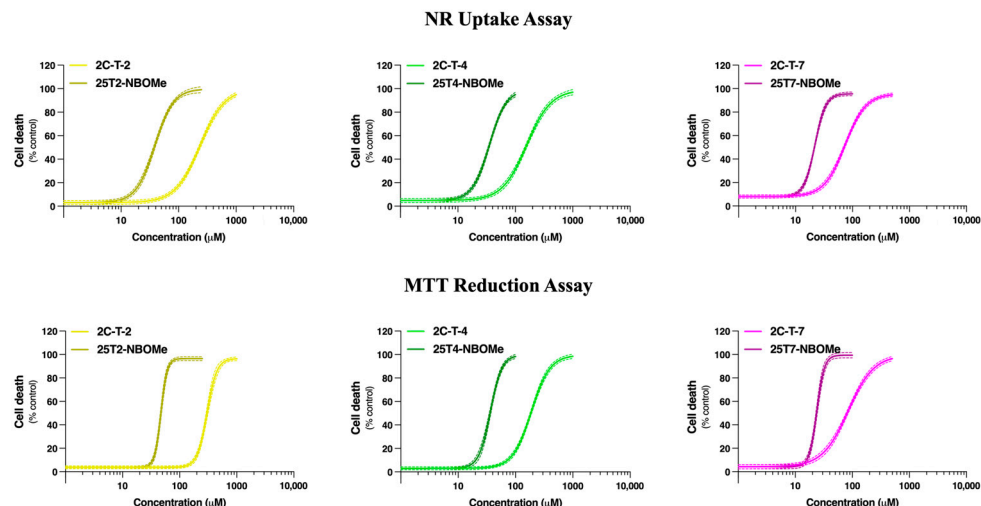 NR Uptake Assay
2C-T-2
25T2-NBOMe
Cell death
(% control)
120
100
80
60
40
20
0
10
100
1000
10,000
Concentration (μM)
2C-T-4
25T4-NBOMe
Cell death
(% control)
120
100
80
60
40
20
0
10
100
1000
10,000
Concentration (μM)
2C-T-7
25T7-NBOMe
Cell death
(% control)
120
100
80
60
40
20
0
10
100
1000
10,000
Concentration (μM)
MTT Reduction Assay
2C-T-2
25T2-NBOMe
Cell death
(% control)
120
100
80
60
40
20
0
10
100
1000
10,000
Concentration (μM)
2C-T-4
25T4-NBOMe
Cell death
(% control)
120
100
80
60
40
20
0
10
100
1000
10,000
Concentration (μM)
2C-T-7
25T7-NBOMe
Cell death
(% control)
120
100
80
60
40
20
0
10
100
1000
10,000
Concentration (μM)